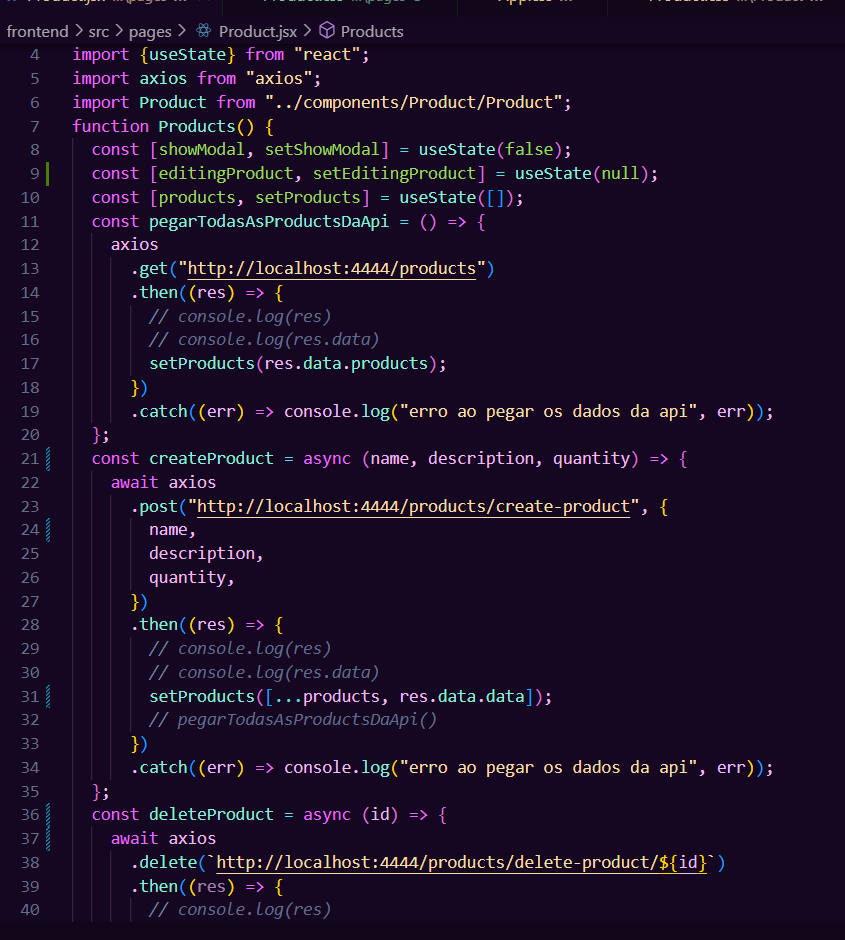 frontend > src > pages > Product.jsx > Products
4 import {useState} from "react";
5 import axios from "axios";
6 import Product from "../components/Product/Product";
7 function Products() {
8 const [showModal, setShowModal] = useState(false);
9 const [editingProduct, setEditingProduct] = useState(null);
10 const [products, setProducts] = useState([]);
11 const pegarTodasAsProductsDaApi = () => {
12 axios
13 .get("http://localhost:4444/products")
14 .then((res) => {
15 // console.log(res)
16 // console.log(res.data)
17 setProducts(res.data.products);
18 })
19 .catch((err) => console.log("erro ao pegar os dados da api", err));
20 };
21 const createProduct = async (name, description, quantity) => {
22 await axios
23 .post("http://localhost:4444/products/create-product", {
24 name,
25 description,
26 quantity,
27 })
28 .then((res) => {
29 // console.log(res)
30 // console.log(res.data)
31 setProducts([...products, res.data.data]);
32 // pegarTodasAsProductsDaApi()
33 })
34 .catch((err) => console.log("erro ao pegar os dados da api", err));
35 };
36 const deleteProduct = async (id) => {
37 await axios
38 .delete(`http://localhost:4444/products/delete-product/${id}`)
39 .then((res) => {
40 // console.log(res)